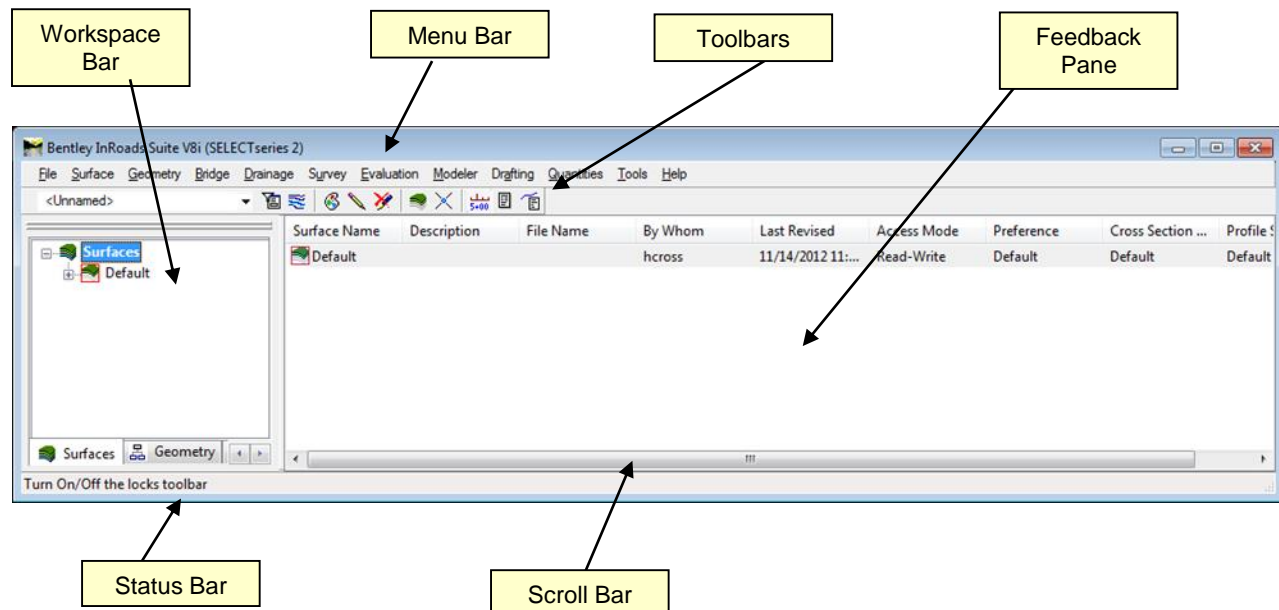 Workspace
Bar
Menu Bar
Toolbars
Feedback
Pane
Bentley InRoads Suite V8i (SELECTseries 2)
File Surface Geometry Bridge Drainage Survey Evaluation Modeler Drafting Quantities Tools Help
<Unnamed>
5+00
Surface Name Description File Name By Whom Last Revised Access Mode Preference Cross Section ... Profile S
Surfaces
Default
Default hcross 11/14/2012 11:... Read-Write Default Default Default
Surfaces Geometry
Turn On/Off the locks toolbar
Status Bar
Scroll Bar